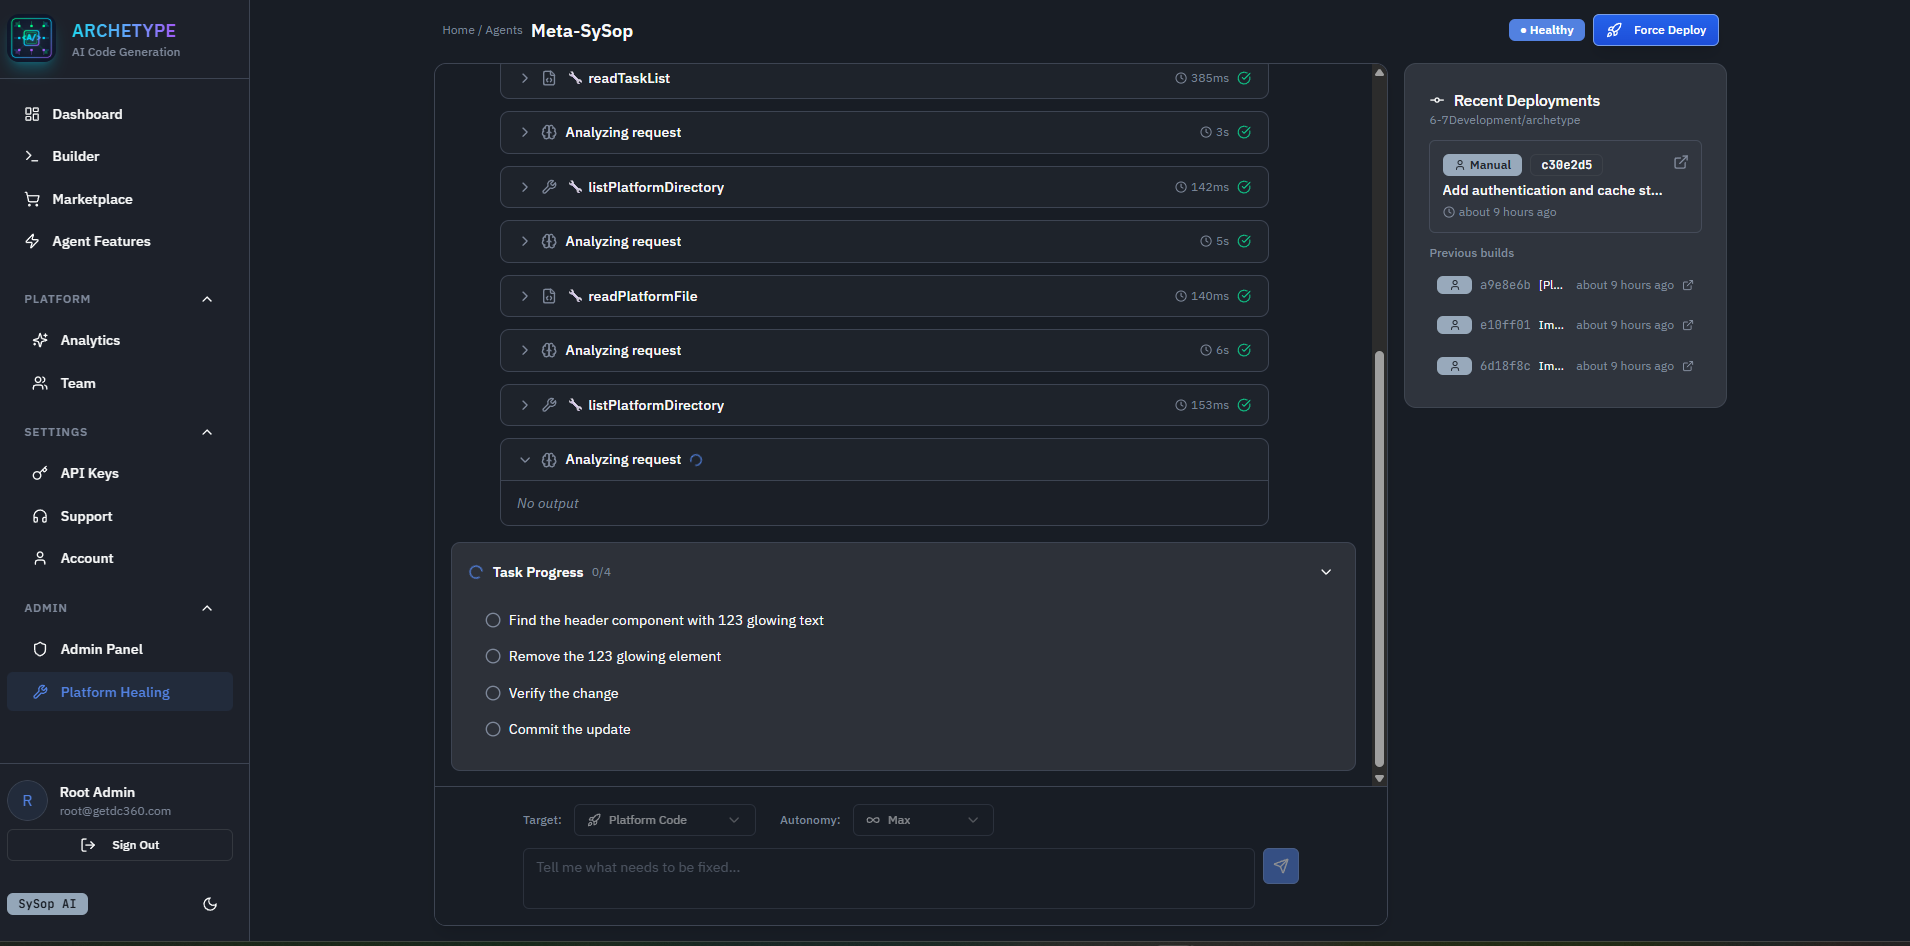 ARCHETYPE
AI Code Generation
Dashboard
Builder
Marketplace
Agent Features
PLATFORM
Analytics
Team
SETTINGS
API Keys
Support
Account
ADMIN
Admin Panel
Platform Healing
R
Root Admin
root@getdc360.com
Sign Out
SySop AI
Home / Agents Meta-SySop
Healthy
Force Deploy
readTaskList 385ms
Analyzing request 3s
listPlatformDirectory 142ms
Analyzing request 5s
readPlatformFile 140ms
Analyzing request 6s
listPlatformDirectory 153ms
Analyzing request
No output
Task Progress 0/4
Find the header component with 123 glowing text
Remove the 123 glowing element
Verify the change
Commit the update
Target: Platform Code Autonomy: Max
Tell me what needs to be fixed...
Recent Deployments
6-7Development/archetype
Manual c30e2d5
Add authentication and cache st...
about 9 hours ago
Previous builds
a9e8e6b [Pl... about 9 hours ago
e10ff01 Im... about 9 hours ago
6d18f8c Im... about 9 hours ago